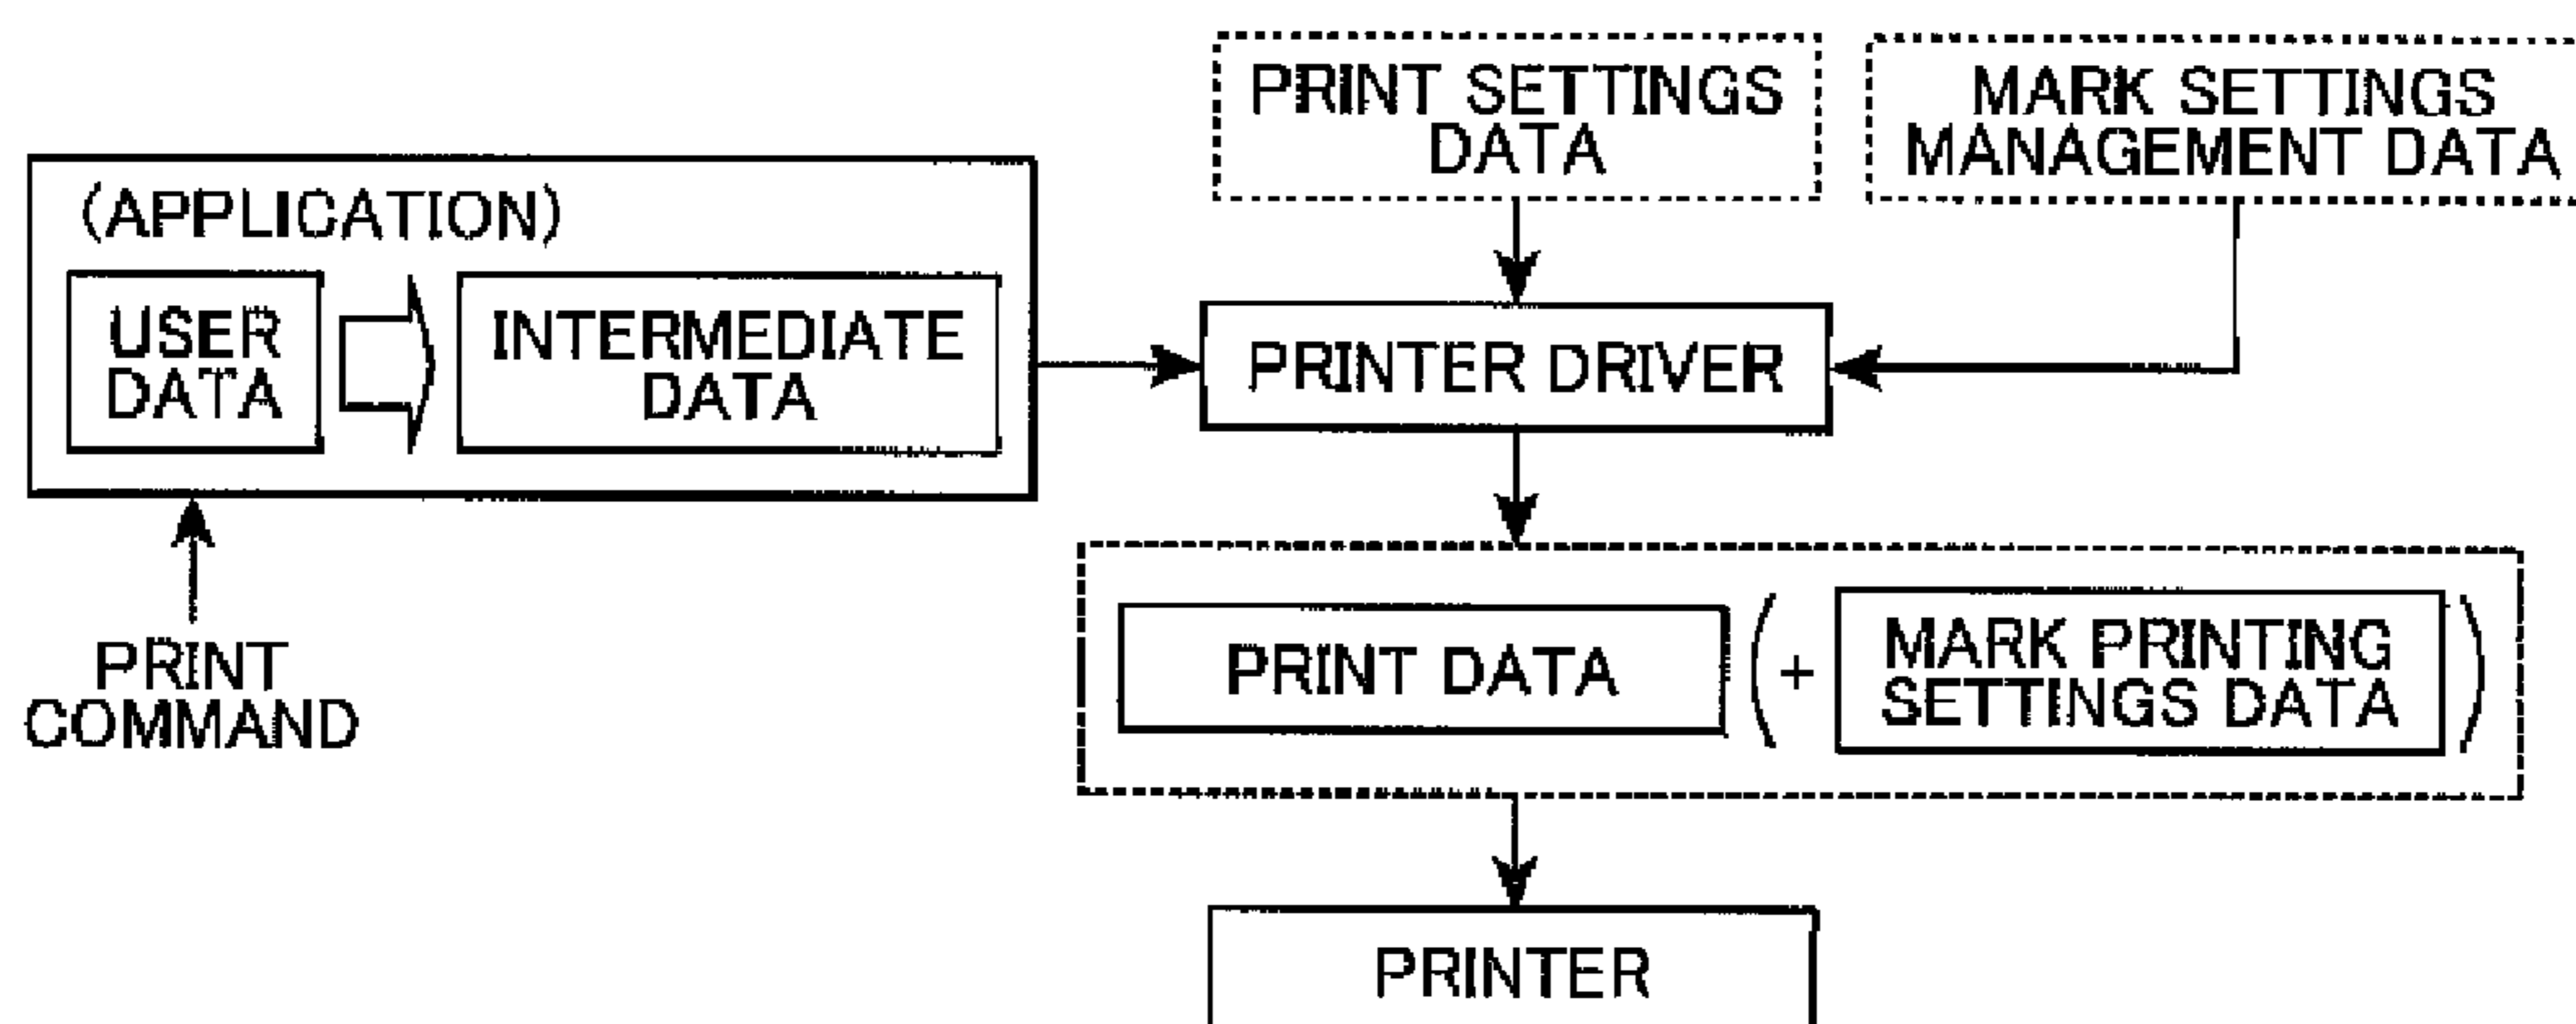 PRINT SETTINGS
DATA
MARK SETTINGS
MANAGEMENT DATA
(APPLICATION)
USER
DATA
INTERMEDIATE
DATA
PRINTER DRIVER
PRINT
COMMAND
PRINT DATA
(+
MARK PRINTING
SETTINGS DATA
)
PRINTER